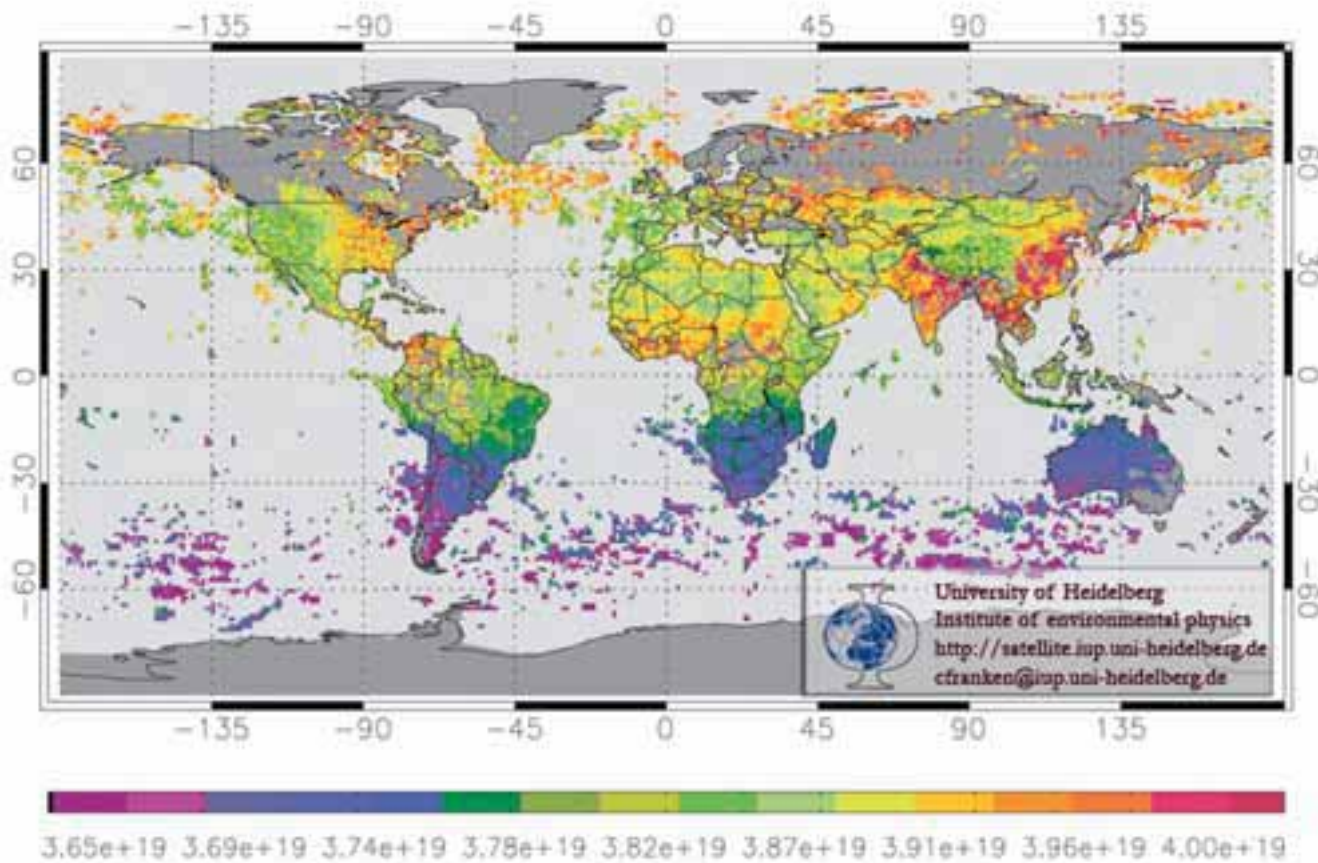 −135 −90 −45 0 45 90 135
60 60
30 30
0 0
−30 −30
−60 −60
University of Heidelberg
Institute of environmental physics
http://satellite.iup.uni-heidelberg.de
cfranken@iup.uni-heidelberg.de
−135 −90 −45 0 45 90 135
3.65e+19 3.69e+19 3.74e+19 3.78e+19 3.82e+19 3.87e+19 3.91e+19 3.96e+19 4.00e+19